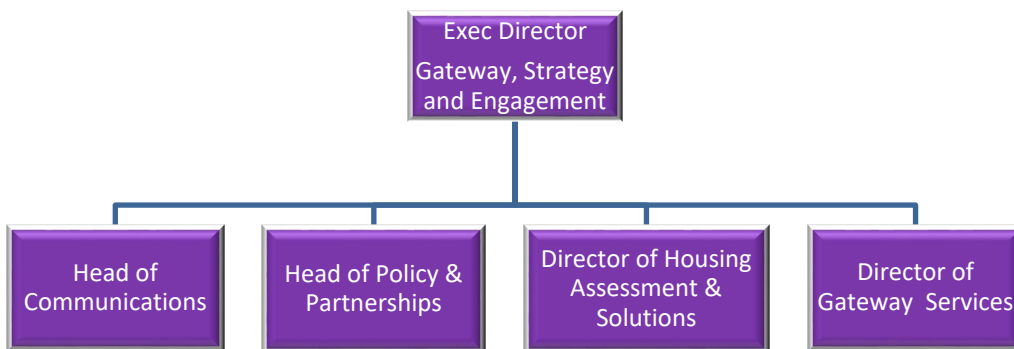 Exec Director
Gateway, Strategy
and Engagement
Head of
Communications
Head of Policy &
Partnerships
Director of Housing
Assessment &
Solutions
Director of
Gateway  Services